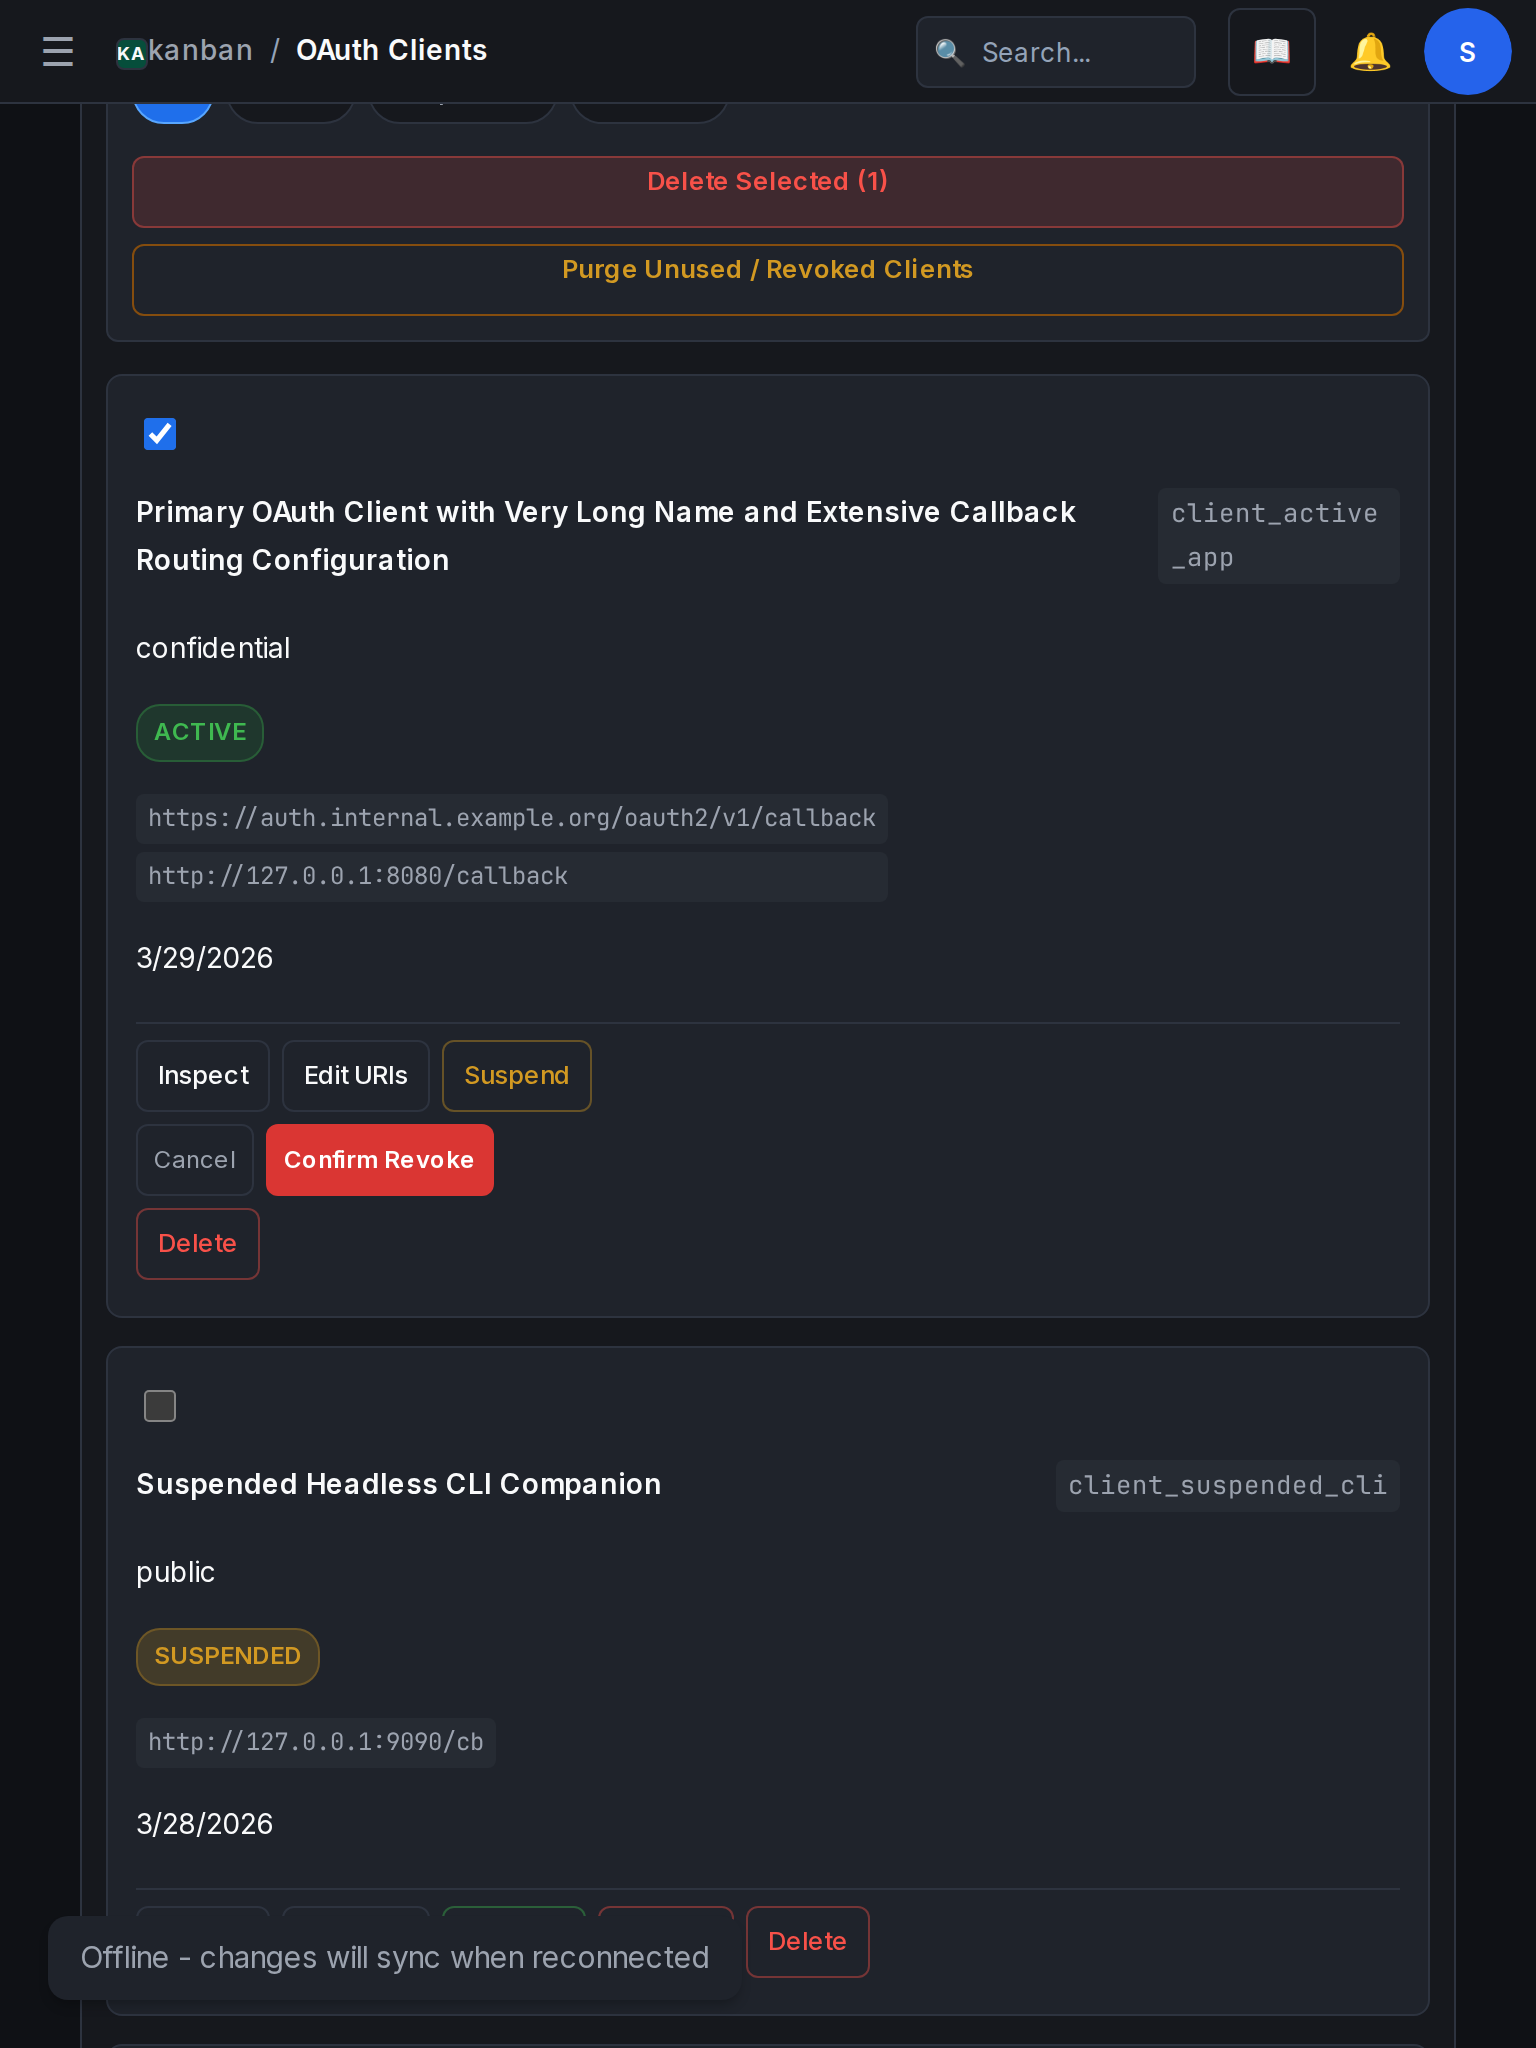 KA kanban / OAuth Clients
Search...
S
Delete Selected (1)
Purge Unused / Revoked Clients
Primary OAuth Client with Very Long Name and Extensive Callback
Routing Configuration
client_active
_app
confidential
ACTIVE
https://auth.internal.example.org/oauth2/v1/callback
http://127.0.0.1:8080/callback
3/29/2026
Inspect
Edit URIs
Suspend
Cancel
Confirm Revoke
Delete
Suspended Headless CLI Companion
client_suspended_cli
public
SUSPENDED
http://127.0.0.1:9090/cb
3/28/2026
Delete
Offline - changes will sync when reconnected